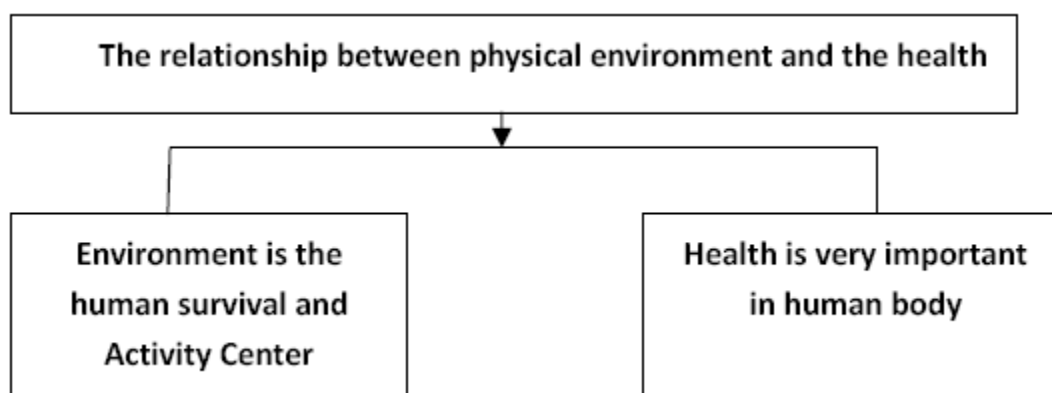 The relationship between physical environment and the health
Environment is the
human survival and
Activity Center
Health is very important
in human body